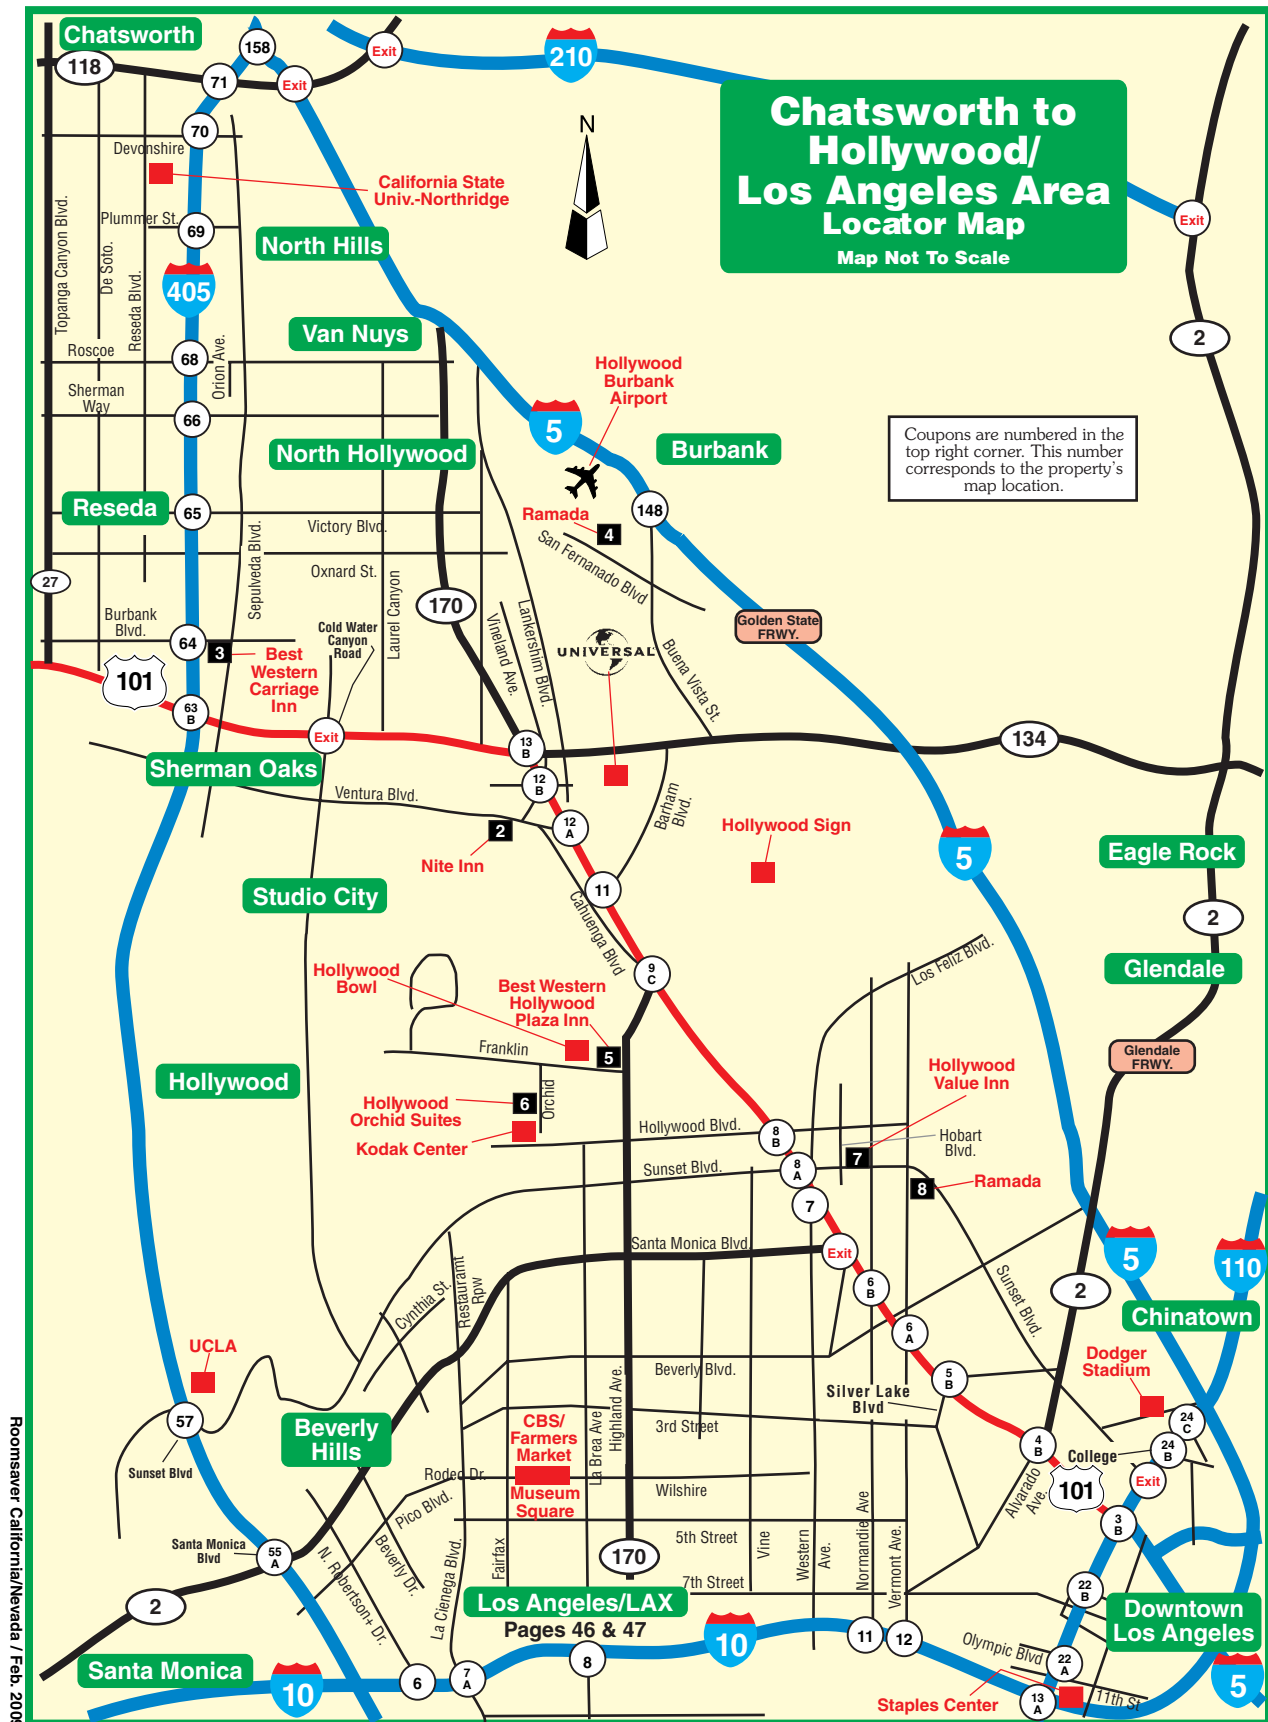 Chatsworth
118
158
71
Exit
Exit
210
Chatsworth to
Hollywood/
Los Angeles Area
Locator Map
Map Not To Scale
N
70
Devonshire
California State
Univ.-Northridge
Exit
Plummer St.
69
North Hills
Topanga Canyon Blvd.
De Soto.
Reseda Blvd.
405
2
Van Nuys
Roscoe
68
Orion Ave.
Hollywood
Burbank
Airport
Sherman
Way
66
5
Burbank
Coupons are numbered in the
top right corner. This number
corresponds to the property's
map location.
North Hollywood
Reseda
65
Victory Blvd.
Ramada
4
148
San Fernanado Blvd
Sepulveda Blvd.
Oxnard St.
27
Laurel Canyon
170
Vineland Ave.
Lankershim Blvd.
Golden State
FRWY.
Burbank
Blvd.
64
3
Best
Western
Carriage
Inn
Cold Water
Canyon
Road
UNIVERSAL
Buena Vista St.
101
63
B
Exit
13
B
134
Sherman Oaks
12
B
Ventura Blvd.
Barham
Blvd.
2
Nite Inn
12
A
Hollywood Sign
5
Eagle Rock
Studio City
11
Cahuenga Blvd
2
Hollywood
Bowl
9
C
Los Feliz Blvd.
Glendale
Best Western
Hollywood
Plaza Inn
5
Franklin
Glendale
FRWY.
Hollywood
Hollywood
Value Inn
Hollywood
Orchid Suites
6
Orchid
Kodak Center
Hollywood Blvd.
8
B
Hobart
Blvd.
7
Sunset Blvd.
8
A
8
Ramada
7
Santa Monica Blvd.
Exit
5
110
Restauramt
Rpw
Cynthia St.
6
B
Sunset Blvd.
2
Chinatown
UCLA
6
A
Beverly Blvd.
Dodger
Stadium
5
B
Silver Lake
Blvd
57
Beverly
Hills
CBS/
Farmers
Market
La Brea Ave
Highland Ave.
3rd Street
24
C
4
B
College
24
B
Sunset Blvd
Rodeo Dr.
Museum
Square
Wilshire
Exit
Alvarado
Ave.
101
Pico Blvd.
3
B
Santa Monica
Blvd
55
A
N. Robertson+ Dr.
Beverly Dr.
La Cienega Blvd.
Fairfax
170
5th Street
Vine
Western
Ave.
Normandie Ave
Vermont Ave.
7th Street
22
B
2
Los Angeles/LAX
Pages 46 & 47
Downtown
Los Angeles
10
11
12
Olympic Blvd
22
A
Santa Monica
10
6
7
A
8
Staples Center
13
A
11th St
5
Roomsaver California/Nevada / Feb. 2009